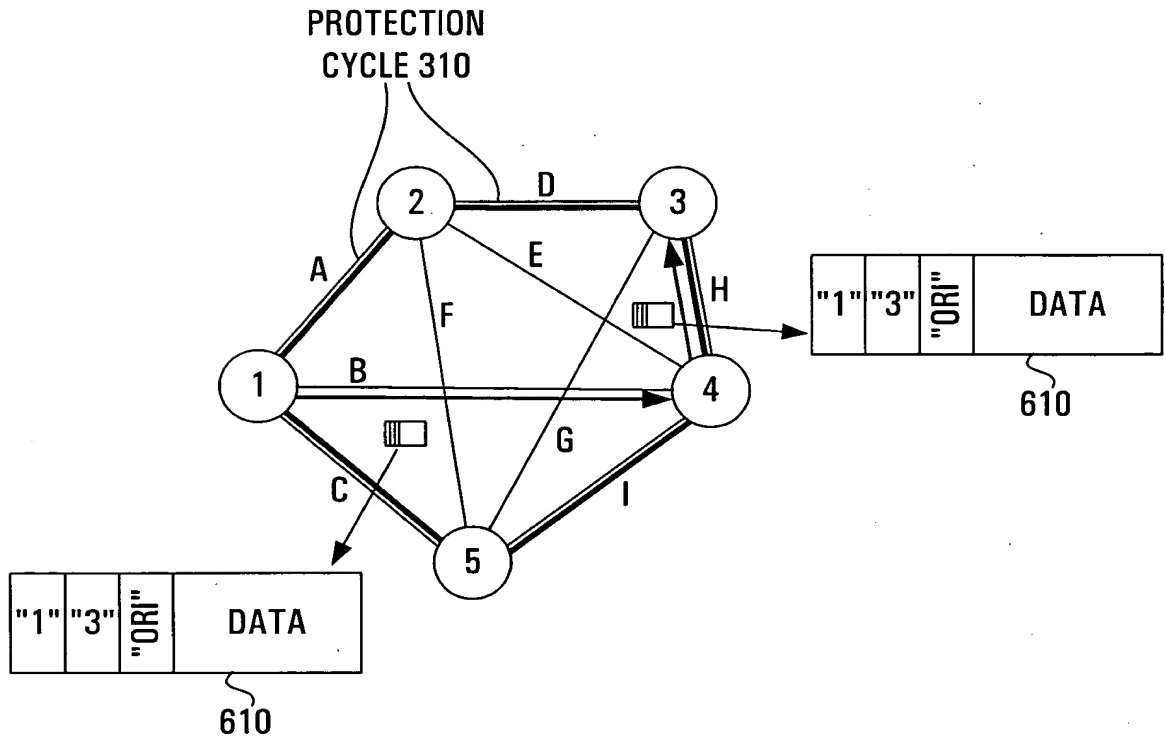 PROTECTION
CYCLE 310
D
2
3
A
E
H
"1" "3" "ORI" DATA
F
B
1
4
610
G
C
I
5
"1" "3" "ORI" DATA
610